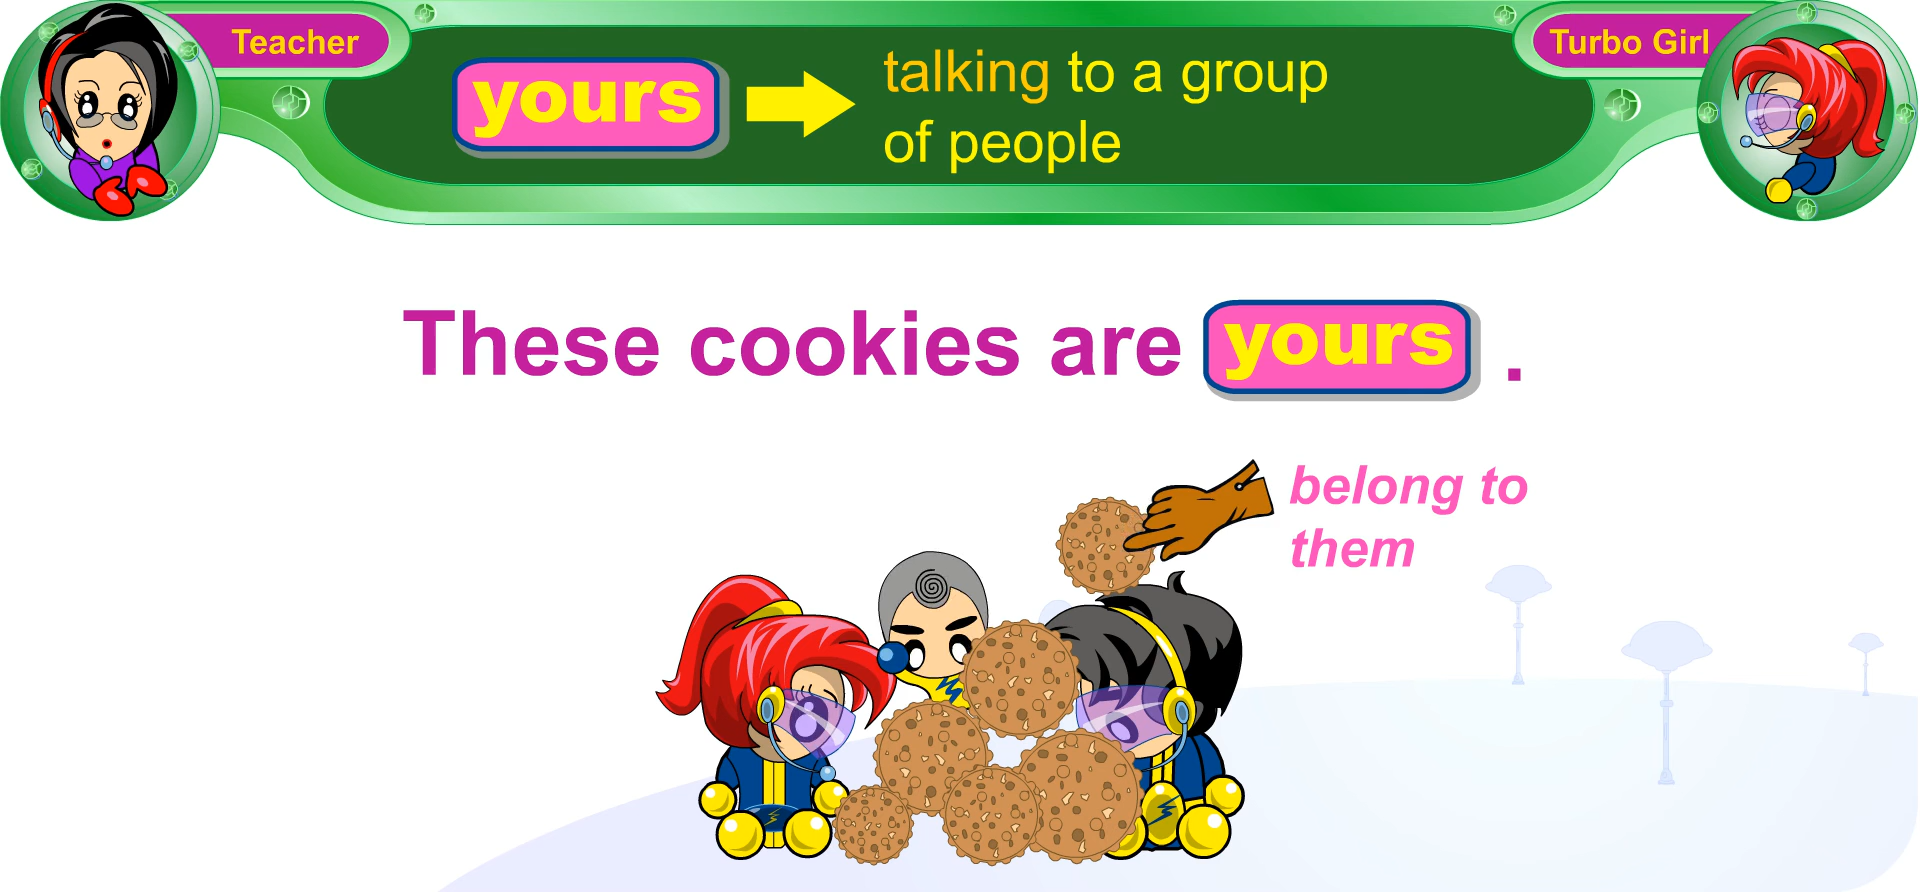 Teacher
Turbo Girl
yours
talking to a group
of people
These cookies are yours .
belong to
them